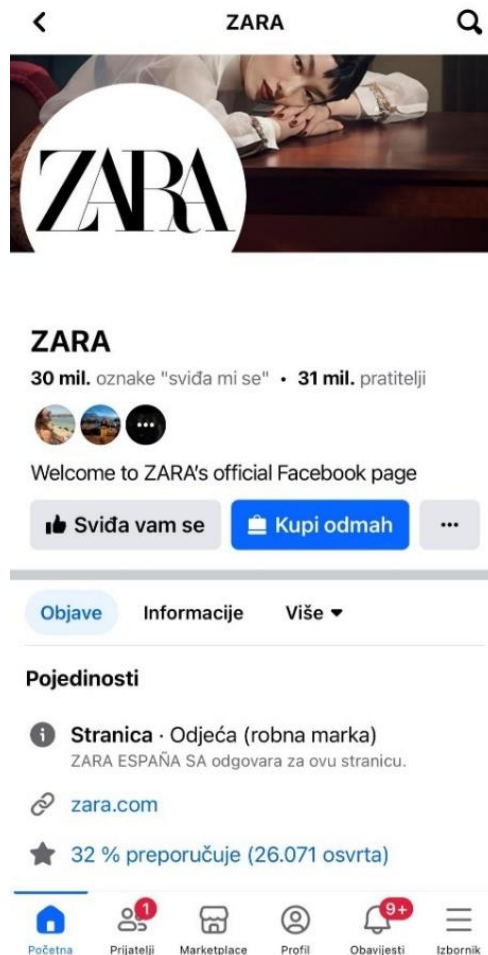 ZARA
ZARA
ZARA
30 mil. oznake "sviđa mi se" • 31 mil. pratitelji
Welcome to ZARA's official Facebook page
Sviđa vam se
Kupi odmah
Objave Informacije Više
Pojedinosti
Stranica · Odjeća (robna marka)
ZARA ESPAÑA SA odgovara za ovu stranicu.
zara.com
32 % preporučuje (26.071 osvrta)
1 9+
Početna Prijatelji Marketplace Profil Obavijesti Izbornik